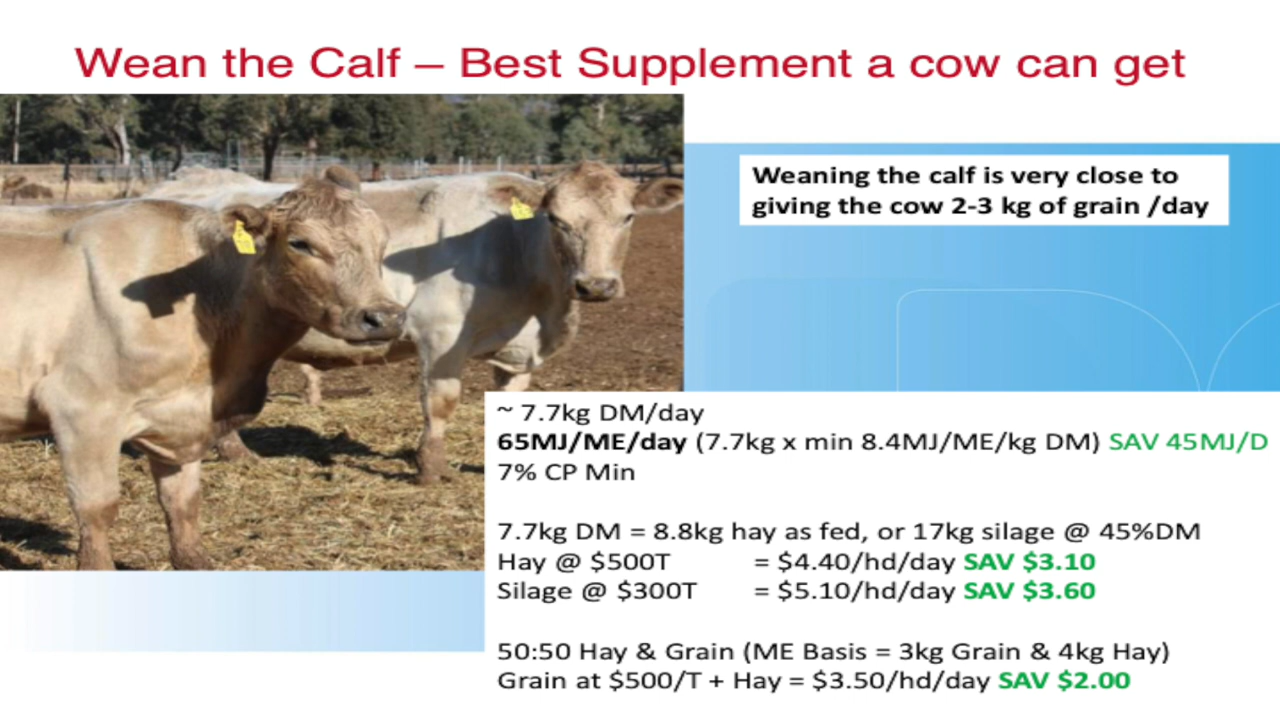 Wean the Calf – Best Supplement a cow can get
Weaning the calf is very close to
giving the cow 2-3 kg of grain /day
~ 7.7kg DM/day
65MJ/ME/day (7.7kg x min 8.4MJ/ME/kg DM) SAV 45MJ/D
7% CP Min
7.7kg DM = 8.8kg hay as fed, or 17kg silage @ 45%DM
Hay @ $500T = $4.40/hd/day SAV $3.10
Silage @ $300T = $5.10/hd/day SAV $3.60
50:50 Hay & Grain (ME Basis = 3kg Grain & 4kg Hay)
Grain at $500/T + Hay = $3.50/hd/day SAV $2.00